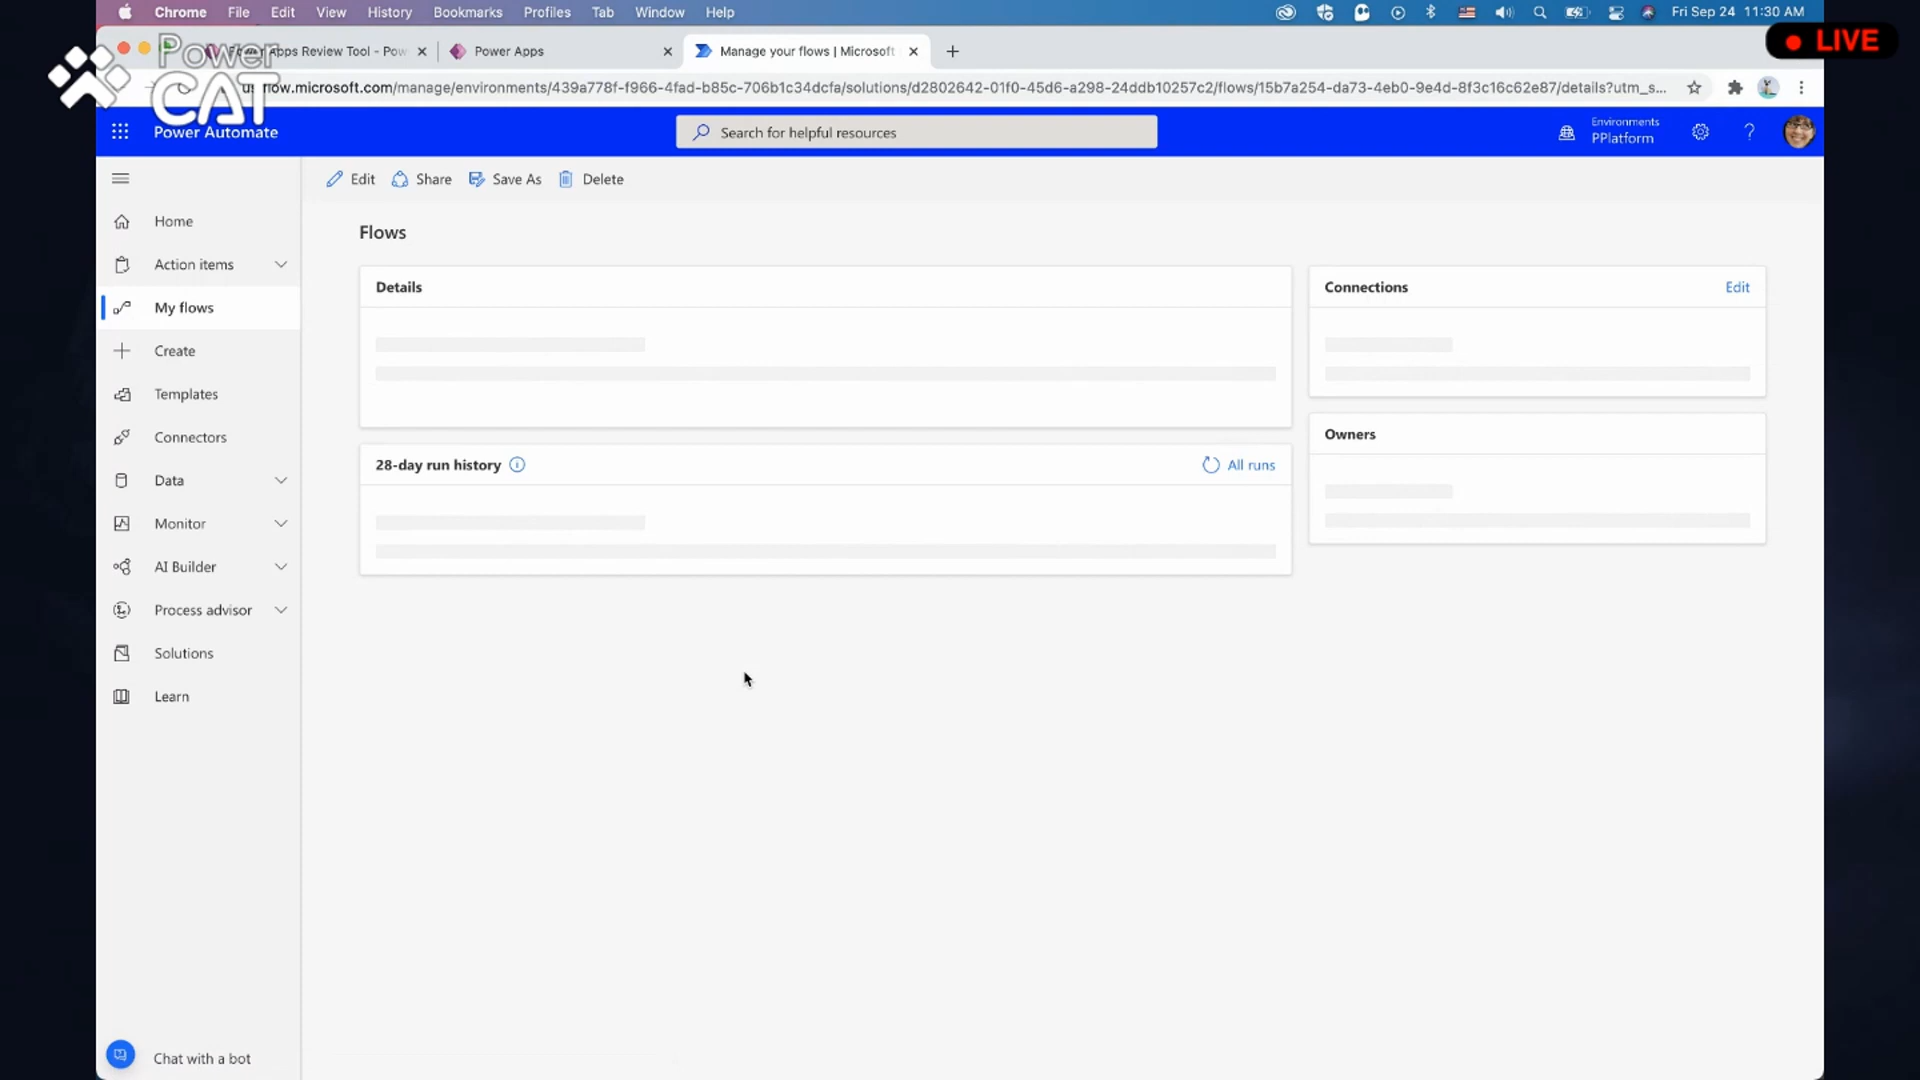 Chrome File Edit View History Bookmarks Profiles Tab Window Help Fri Sep 24 11:30 AM
LIVE
Power CAT
Apps Review Tool - Pow
Power Apps
Manage your flows | Microsoft
flow.microsoft.com/manage/environments/439a778f-f966-4fad-b85c-706b1c34dcfa/solutions/d2802642-01f0-45d6-a298-24ddb10257c2/flows/15b7a254-da73-4eb0-9e4d-8f3c16c62e87/details?utm_s...
Power Automate
Search for helpful resources
Environments
PPlatform
Edit Share Save As Delete
Home
Action items
My flows
Create
Templates
Connectors
Data
Monitor
AI Builder
Process advisor
Solutions
Learn
Chat with a bot
Flows
Details
28-day run history
All runs
Connections
Edit
Owners